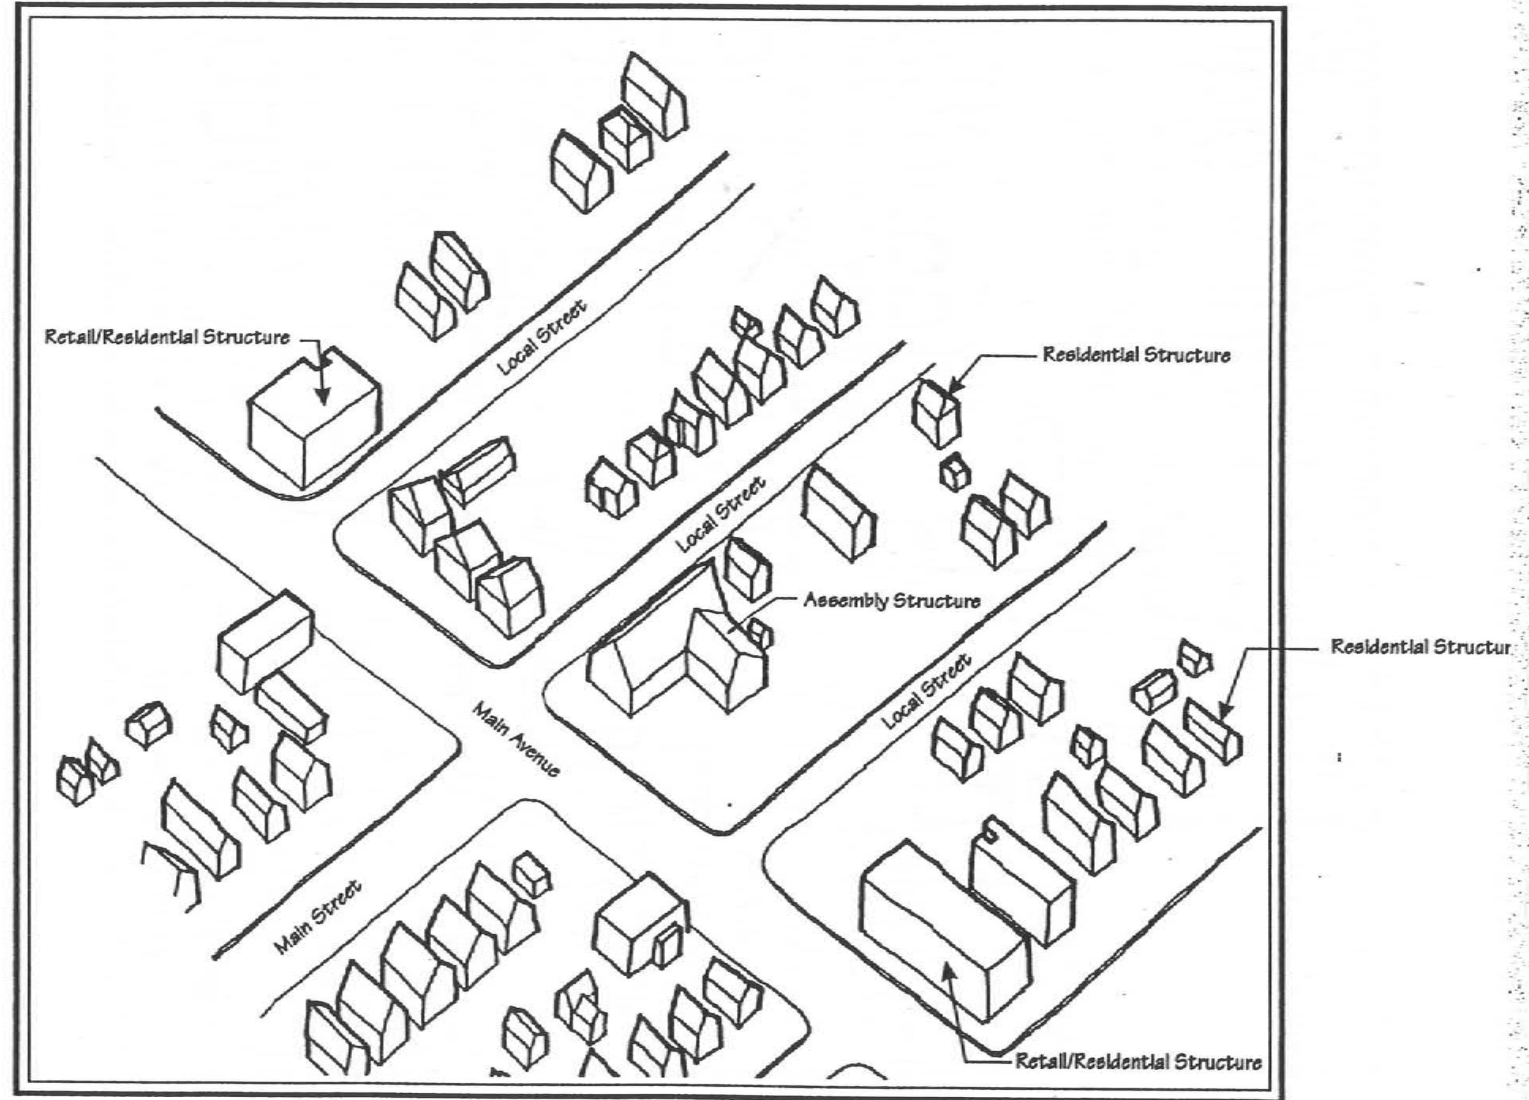 Local Street
Retail/Residential Structure
Residential Structure
Local Street
Assembly Structure
Residential Structur
Local Street
Main Avenue
Main Street
Retail/Residential Structure